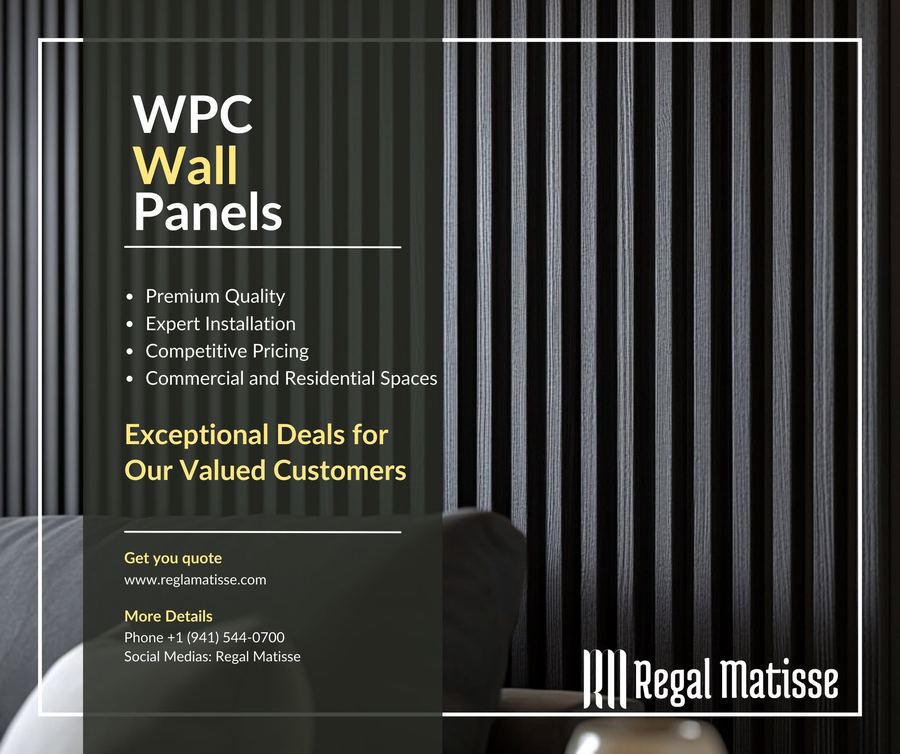 WPC
Wall
Panels
• Premium Quality
• Expert Installation
• Competitive Pricing
• Commercial and Residential Spaces
Exceptional Deals for
Our Valued Customers
Get you quote
www.reglamatisse.com
More Details
Phone +1 (941) 544-0700
Social Medias: Regal Matisse
Regal Matisse